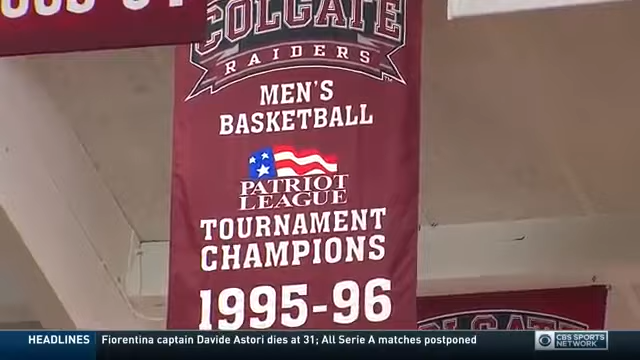 COLGATE
RAIDERS
MEN'S
BASKETBALL
PATRIOT
LEAGUE
TOURNAMENT
CHAMPIONS
1995-96
COLGATE
HEADLINES Fiorentina captain Davide Astori dies at 31; All Serie A matches postponed CBS SPORTS NETWORK